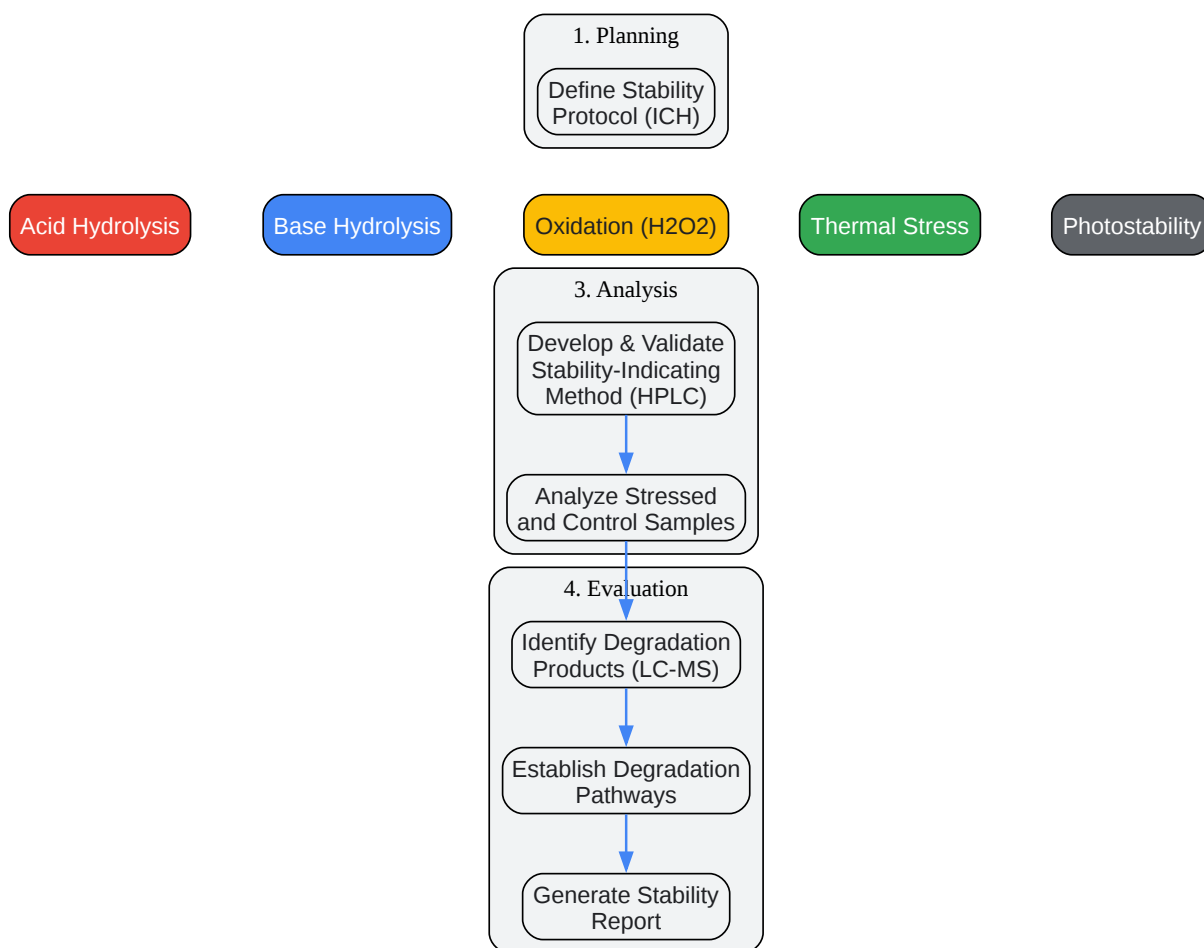 1. Planning
Define Stability
Protocol (ICH)
Acid Hydrolysis
Base Hydrolysis
Oxidation (H2O2)
Thermal Stress
Photostability
3. Analysis
Develop & Validate
Stability-Indicating
Method (HPLC)
Analyze Stressed
and Control Samples
4. Evaluation
Identify Degradation
Products (LC-MS)
Establish Degradation
Pathways
Generate Stability
Report